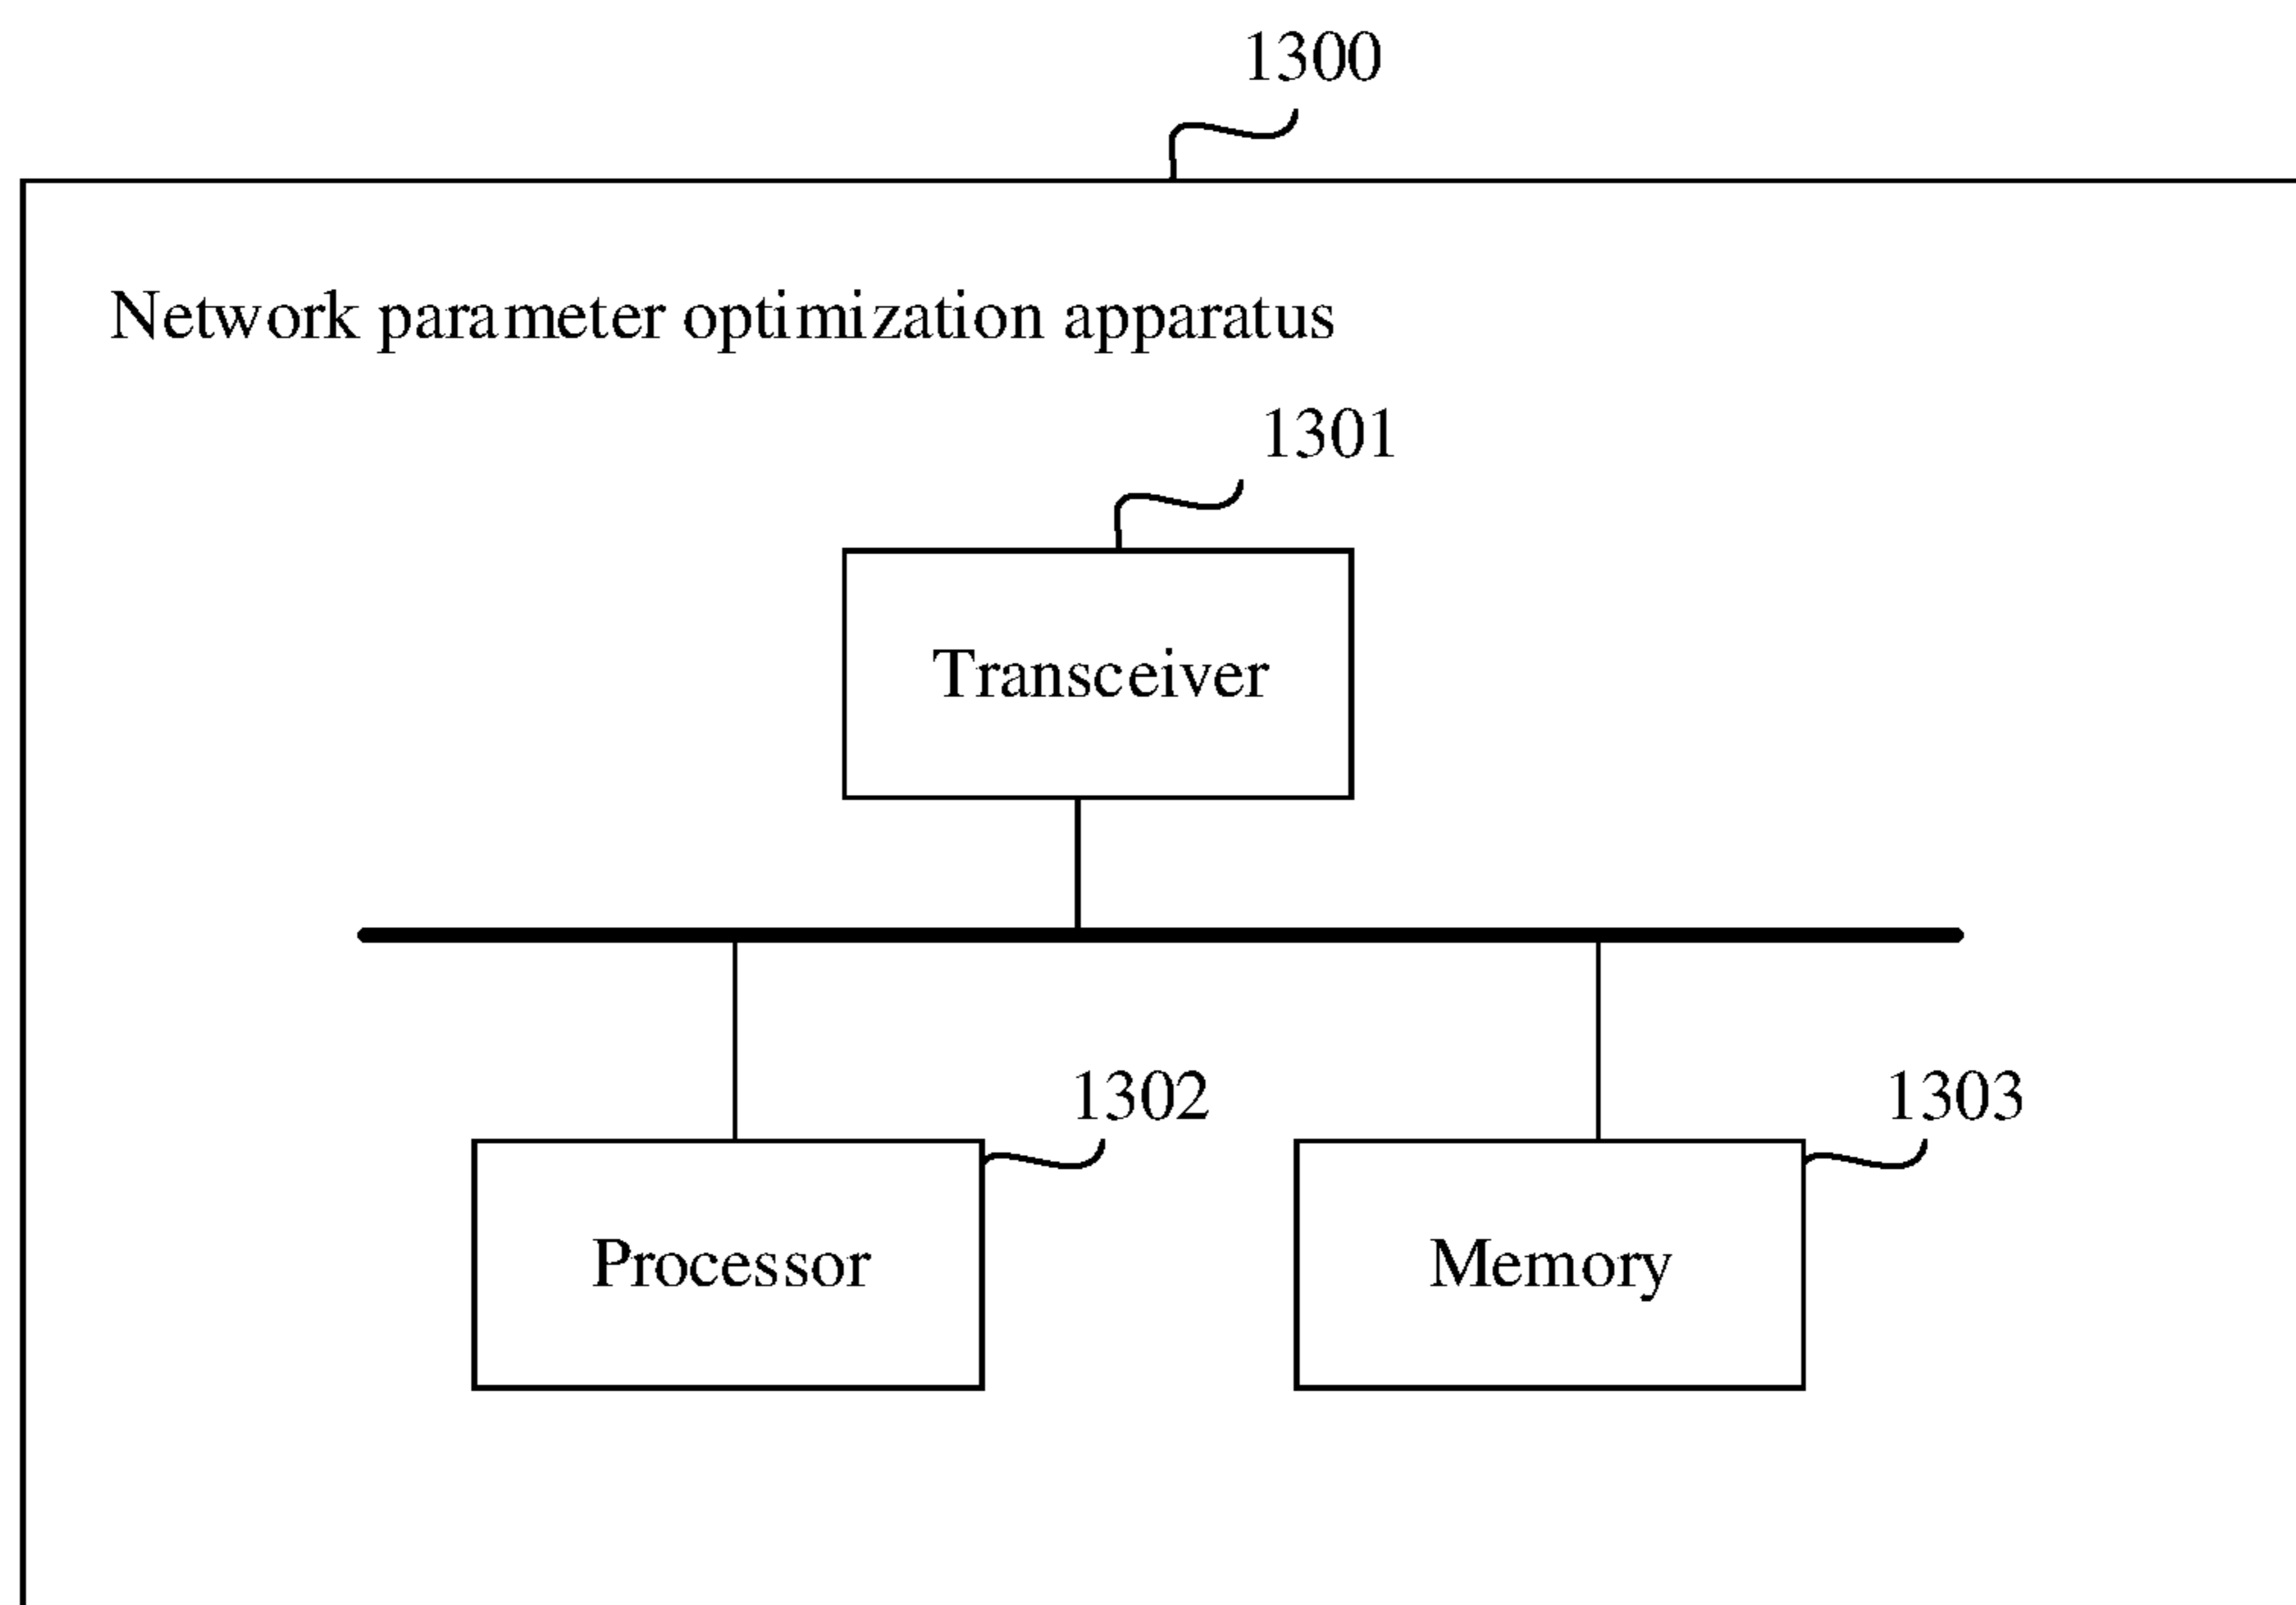 1300
Network parameter optimization apparatus
1301
Transceiver
1302
1303
Processor
Memory